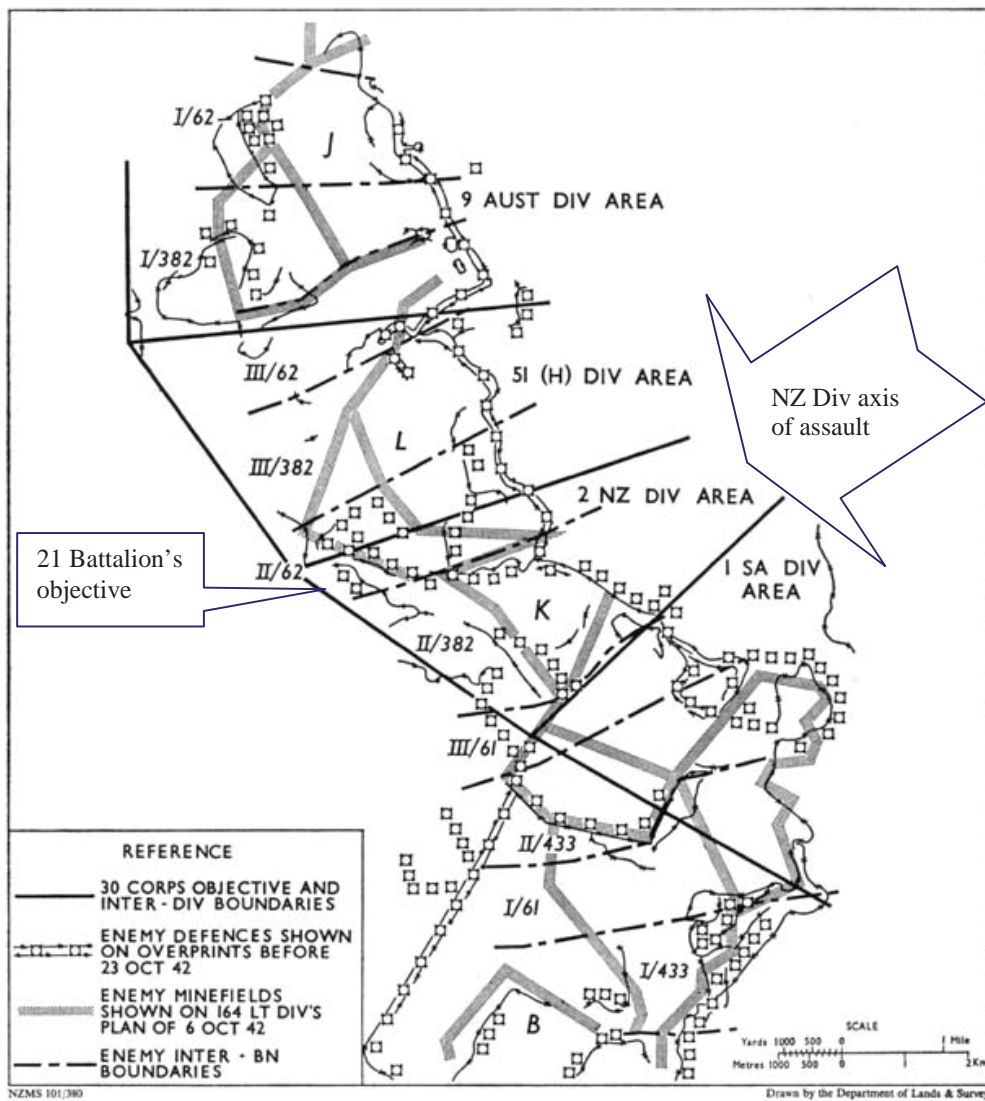 I/62
J
9 AUST DIV AREA
I/382
III/62
51 (H) DIV AREA
NZ Div axis
of assault
L
III/382
2 NZ DIV AREA
21 Battalion's
objective
II/62
1 SA DIV
AREA
K
II/382
III/61
II/433
I/61
I/433
B
REFERENCE
30 CORPS OBJECTIVE AND
INTER-DIV BOUNDARIES
ENEMY DEFENCES SHOWN
ON OVERPRINTS BEFORE
23 OCT 42
ENEMY MINEFIELDS
SHOWN ON 164 LT DIV'S
PLAN OF 6 OCT 42
ENEMY INTER - BN
BOUNDARIES
SCALE
Yards 1000 500 0 1 Mile
Metres 1000 500 0 2 Km
NZMS 101/380
Drawn by the Department of Lands & Survey